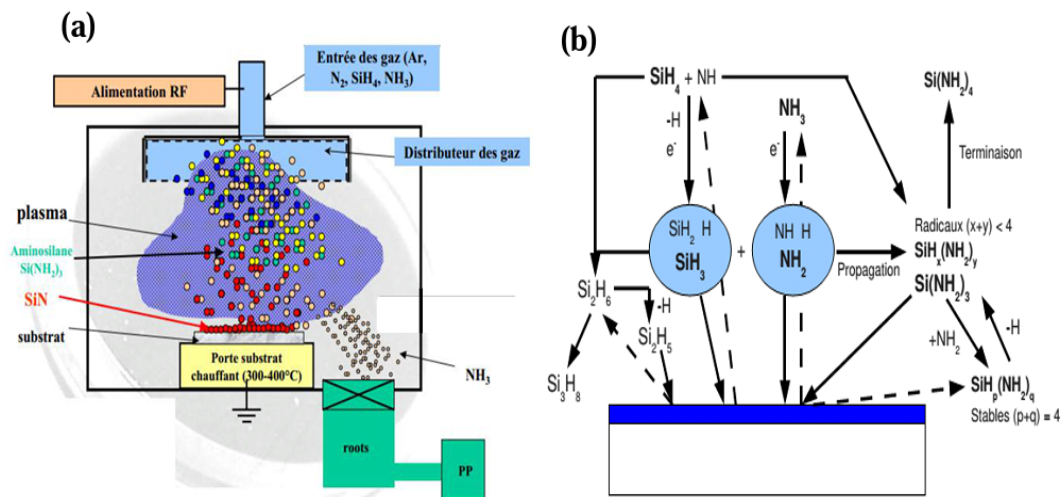 (a)
Entrée des gaz (Ar,
N₂, SiH₄, NH₃)
Alimentation RF
Distributeur des gaz
plasma
Aminosilane
Si(NH₂)₃
SiN
substrat
Porte substrat
chauffant (300-400°C)
NH₃
roots
PP
(b)
SiH₄ + NH
Si(NH₂)₄
NH₃
-H
e⁻
e⁻
Terminaison
Radicaux (x+y) < 4
SiH₂ H
SiH₃
+
NH H
NH₂
Propagation
SiHₓ(NH₂)ᵧ
Si(NH₂)₃
Si₂H₆
-H
Si₂H₅
+NH₂
-H
Si₃H₈
SiHₚ(NH₂)q
Stables (p+q) = 4